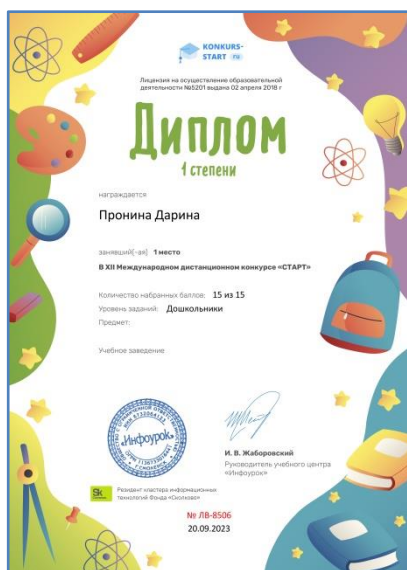 KONKURS-
START ru
Лицензия на осуществление образовательной
деятельности №5201 выдана 02 апреля 2018 г
Диплом
1 степени
награждается
Пронина Дарина
занявший(-ая) 1 место
В XII Международном дистанционном конкурсе «СТАРТ»
Количество набранных баллов: 15 из 15
Уровень заданий: Дошкольники
Предмет:
Учебное заведение
«Инфоурок»
И. В. Жаборовский
Руководитель учебного центра
«Инфоурок»
Sk
Резидент кластера информационных
технологий Фонда «Сколково»
№ ЛВ-8506
20.09.2023